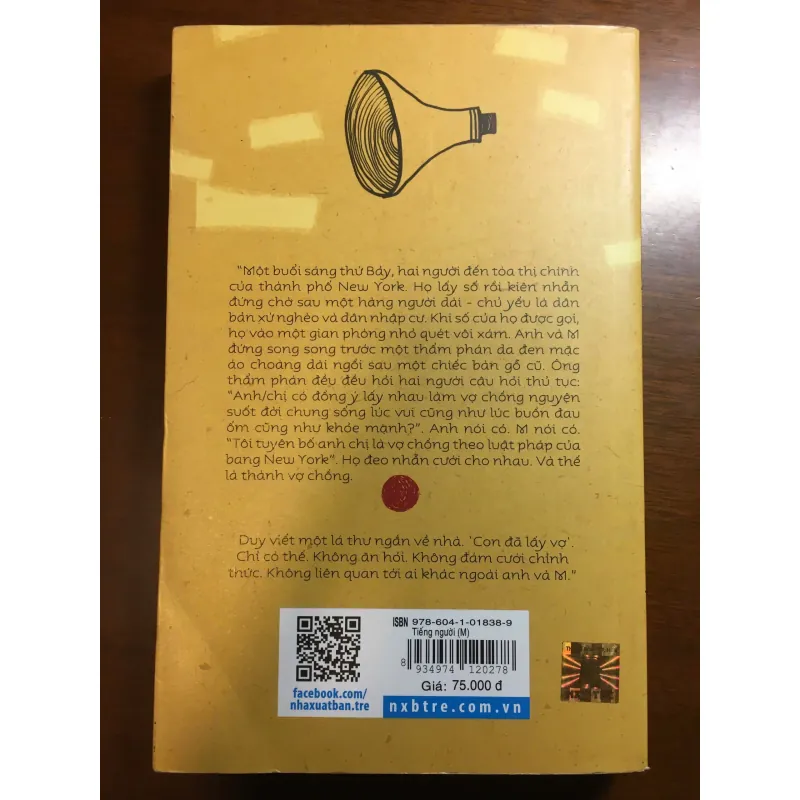 "Một buổi sáng thứ Bảy, hai người đến tòa thị chính
của thành phố New York. Họ lấy số rồi kiên nhẫn
đứng chờ sau một hàng người dài - chủ yếu là dân
bản xứ nghèo và dân nhập cư. Khi số của họ được gọi,
họ vào một gian phòng nhỏ quét vôi xám. Anh và M
đứng song song trước một thẩm phán da đen mặc
áo choàng dài ngồi sau một chiếc bàn gỗ cũ. Ông
thẩm phán đều đều hỏi hai người câu hỏi thủ tục:
"Anh/chị có đồng ý lấy nhau làm vợ chồng nguyện
suốt đời chung sống lúc vui cũng như lúc buồn đau
ốm cũng như khỏe mạnh?". Anh nói có. M nói có.
"Tôi tuyên bố anh chị là vợ chồng theo luật pháp của
bang New York". Họ đeo nhẫn cưới cho nhau. Và thế
là thành vợ chồng.
Duy viết một lá thư ngắn về nhà. 'Con đã lấy vợ'.
Chỉ có thế. Không ăn hỏi. Không đám cưới chính
thức. Không liên quan tới ai khác ngoài anh và M."
ISBN 978-604-1-01838-9
Tiếng người (M)
8 934974 120278
Giá: 75.000 đ
facebook.com/
nhaxuatban.tre
nxbtre.com.vn